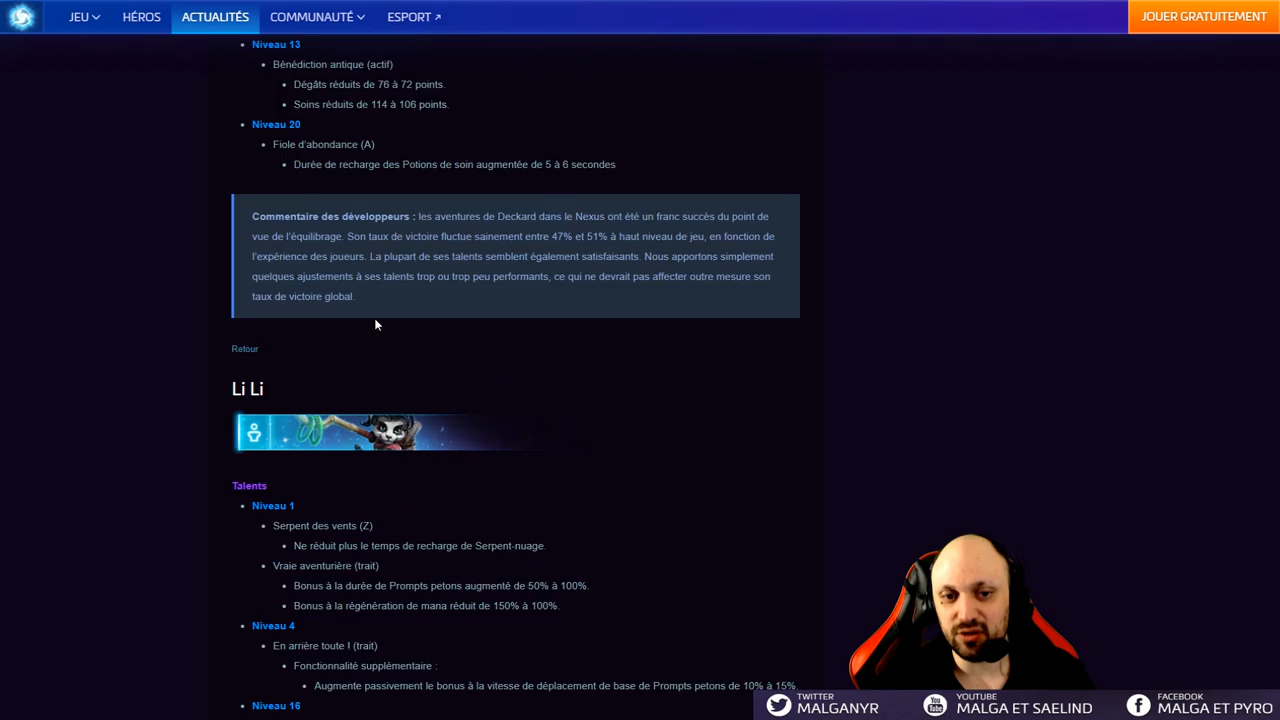 JEU HÉROS ACTUALITÉS COMMUNAUTÉ ESPORT JOUER GRATUITEMENT
Niveau 13
Bénédiction antique (actif)
Dégâts réduits de 76 à 72 points.
Soins réduits de 114 à 106 points.
Niveau 20
Fiole d'abondance (A)
Durée de recharge des Potions de soin augmentée de 5 à 6 secondes
Commentaire des développeurs : les aventures de Deckard dans le Nexus ont été un franc succès du point de
vue de l'équilibrage. Son taux de victoire fluctue sainement entre 47% et 51% à haut niveau de jeu, en fonction de
l'expérience des joueurs. La plupart de ses talents semblent également satisfaisants. Nous apportons simplement
quelques ajustements à ses talents trop ou trop peu performants, ce qui ne devrait pas affecter outre mesure son
taux de victoire global.
Retour
Li Li
Talents
Niveau 1
Serpent des vents (Z)
Ne réduit plus le temps de recharge de Serpent-nuage.
Vraie aventurière (trait)
Bonus à la durée de Prompts petons augmenté de 50% à 100%.
Bonus à la régénération de mana réduit de 150% à 100%.
Niveau 4
En arrière toute ! (trait)
Fonctionnalité supplémentaire :
Augmente passivement le bonus à la vitesse de déplacement de base de Prompts petons de 10% à 15%.
Niveau 16
TWITTER
MALGANYR
YOUTUBE
MALGA ET SAELIND
FACEBOOK
MALGA ET PYRO